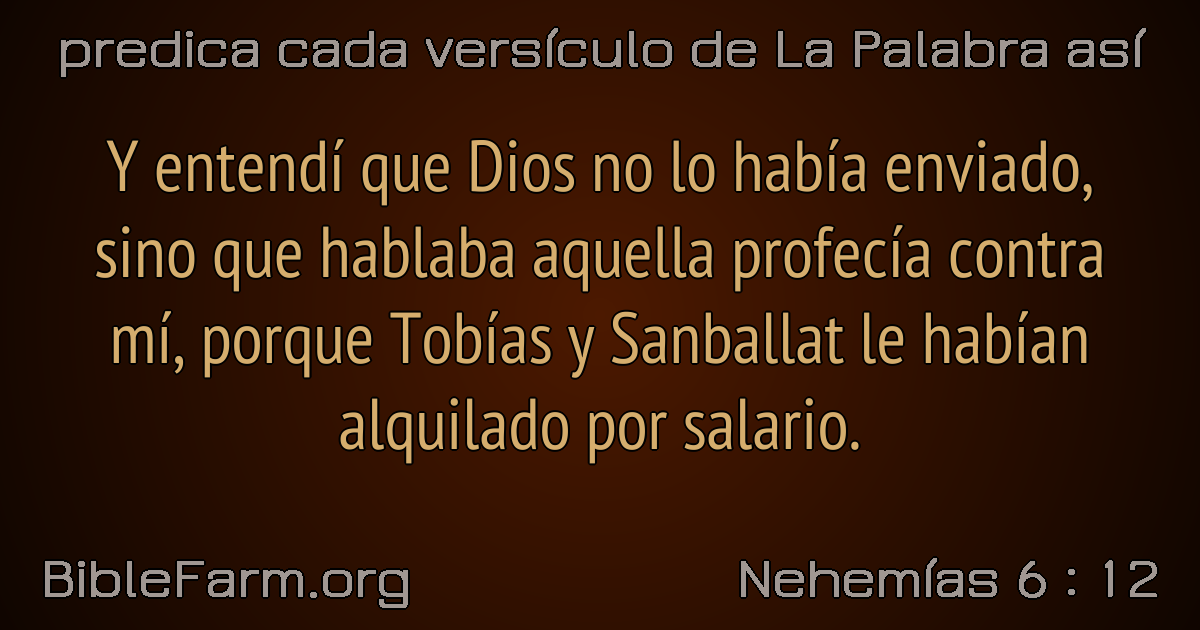 predica cada versículo de La Palabra así
Y entendí que Dios no lo había enviado,
sino que hablaba aquella profecía contra
mí, porque Tobías y Sanballat le habían
alquilado por salario.
BibleFarm.org
Nehemías 6 : 12